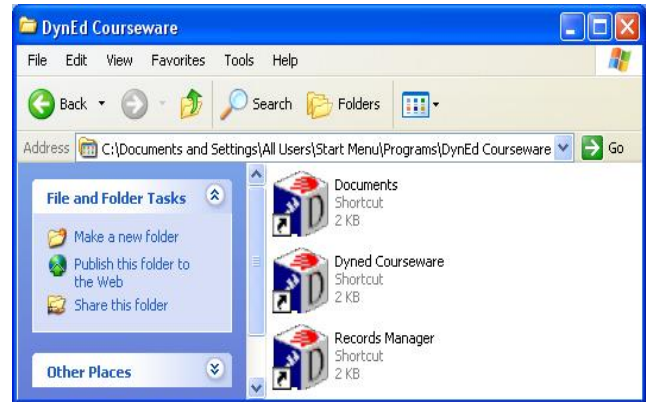 DynEd Courseware
File Edit View Favorites Tools Help
Back Search Folders
Address C:\Documents and Settings\All Users\Start Menu\Programs\DynEd Courseware Go
File and Folder Tasks
Make a new folder
Publish this folder to
the Web
Share this folder
Other Places
Documents
Shortcut
2 KB
Dyned Courseware
Shortcut
2 KB
Records Manager
Shortcut
2 KB